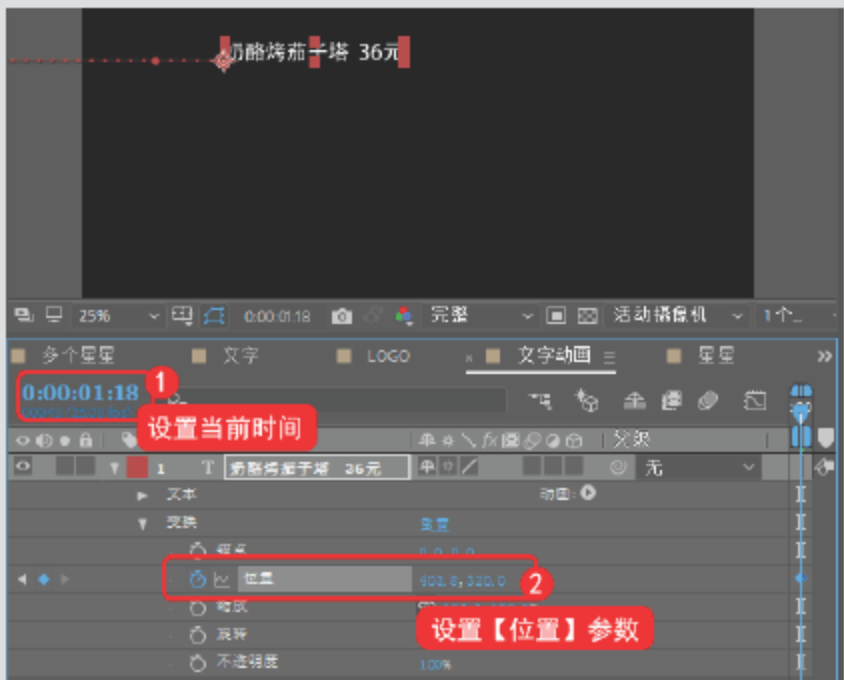 奶酪烤茄子塔 36元
25% 0:00:01:18 完整 活动摄像机 1个...
多个星星 文字 LOGO × 文字动画 星星
0:00:01:18 1
设置当前时间
父级
1 T 奶酪烤茄子塔 36元 无
文本 动画:
变换 重置
锚点
位置 403.8,320.0 2
缩放
设置【位置】参数
旋转
不透明度 100%